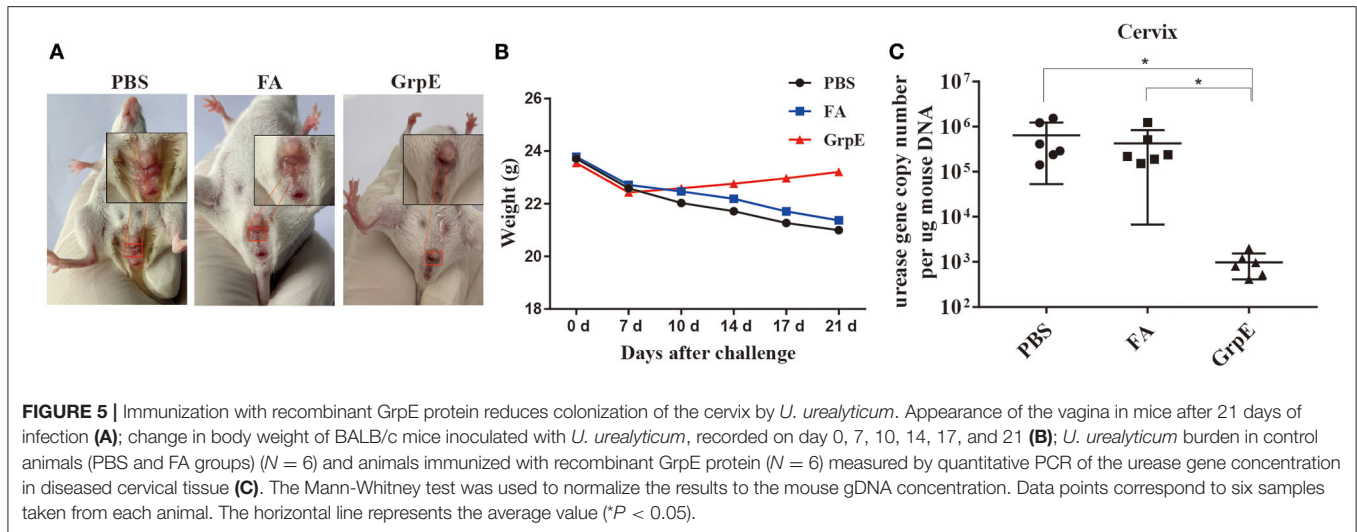 A
PBS
FA
GrpE
B
PBS
FA
GrpE
26
24
22
20
18
Weight (g)
0 d 7 d 10 d 14 d 17 d 21 d
Days after challenge
C
Cervix
*
*
urease gene copy number
per ug mouse DNA
10⁷
10⁶
10⁵
10⁴
10³
10²
PBS
FA
GrpE
FIGURE 5 | Immunization with recombinant GrpE protein reduces colonization of the cervix by U. urealyticum. Appearance of the vagina in mice after 21 days of
infection (A); change in body weight of BALB/c mice inoculated with U. urealyticum, recorded on day 0, 7, 10, 14, 17, and 21 (B); U. urealyticum burden in control
animals (PBS and FA groups) (N = 6) and animals immunized with recombinant GrpE protein (N = 6) measured by quantitative PCR of the urease gene concentration
in diseased cervical tissue (C). The Mann-Whitney test was used to normalize the results to the mouse gDNA concentration. Data points correspond to six samples
taken from each animal. The horizontal line represents the average value (*P < 0.05).